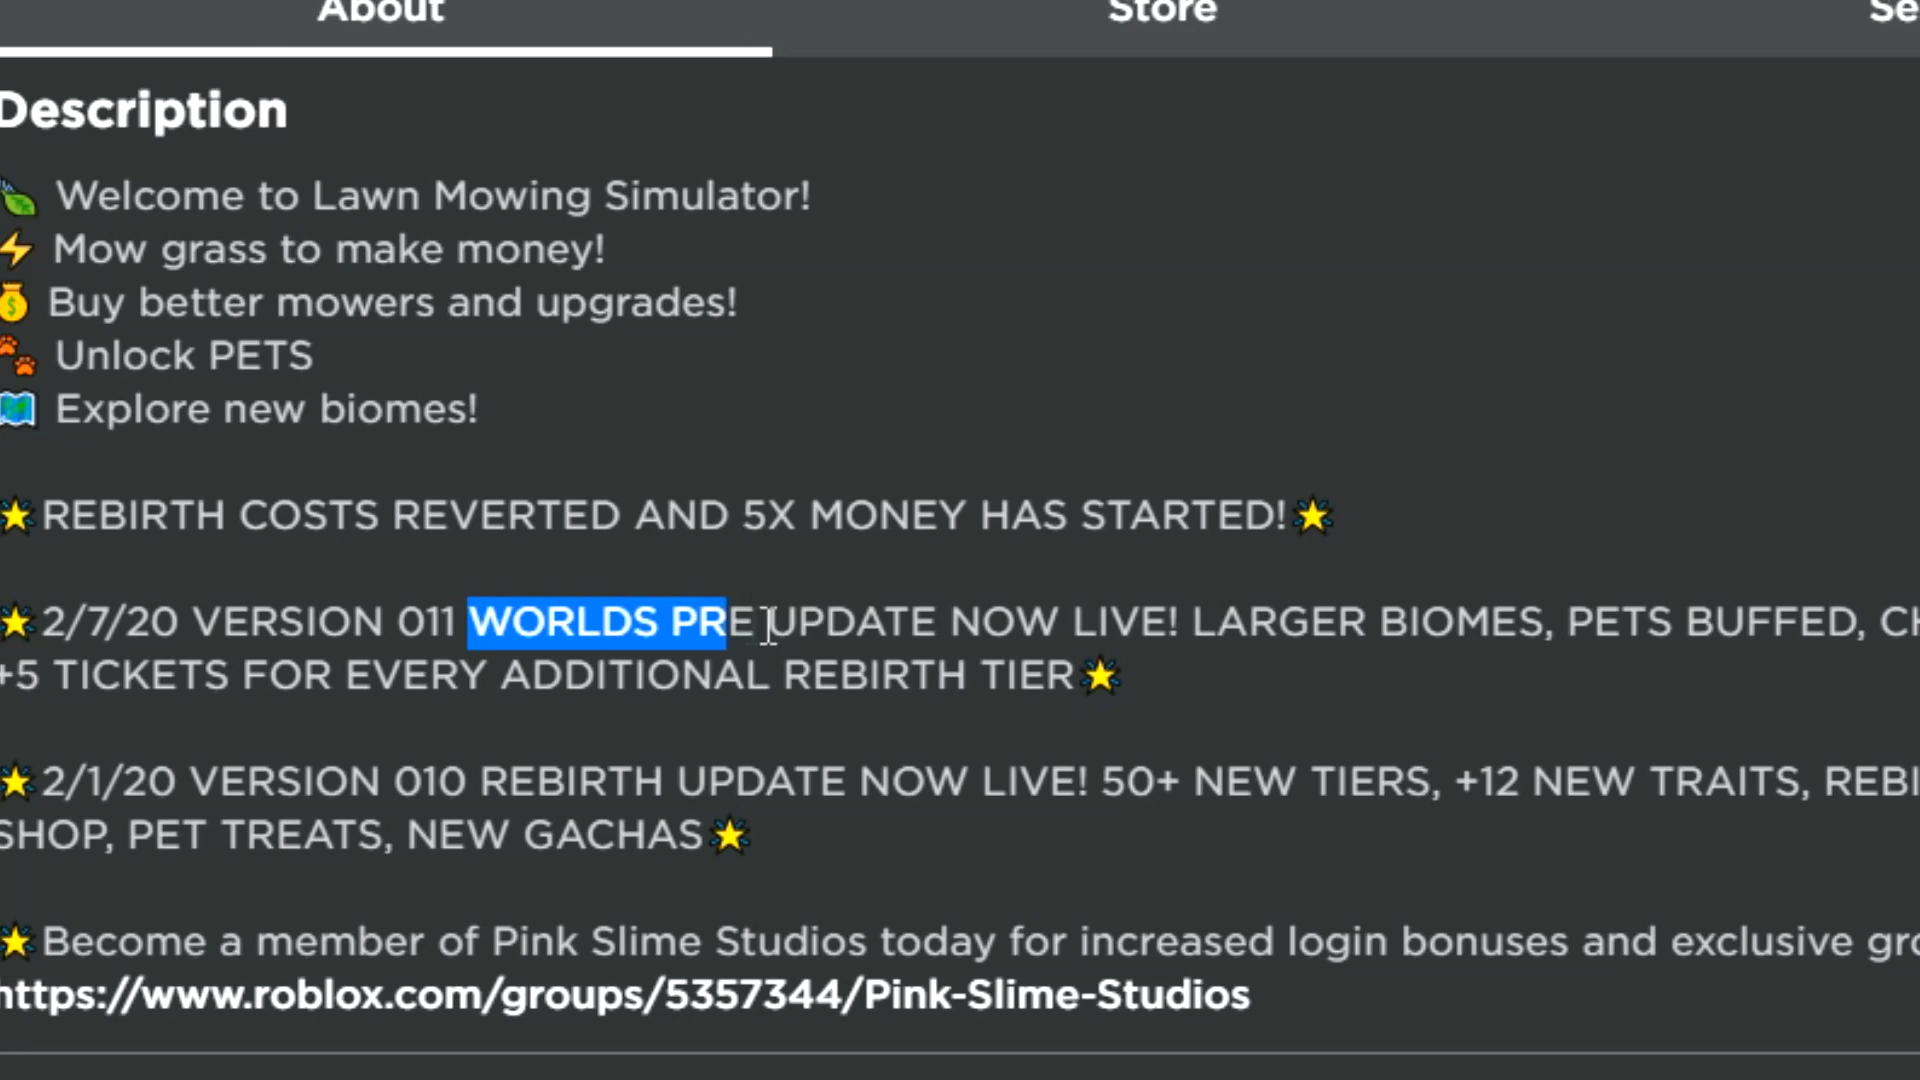 About Store
Description
Welcome to Lawn Mowing Simulator!
Mow grass to make money!
Buy better mowers and upgrades!
Unlock PETS
Explore new biomes!
REBIRTH COSTS REVERTED AND 5X MONEY HAS STARTED!
2/7/20 VERSION 011 WORLDS PRE UPDATE NOW LIVE! LARGER BIOMES, PETS BUFFED,
+5 TICKETS FOR EVERY ADDITIONAL REBIRTH TIER
2/1/20 VERSION 010 REBIRTH UPDATE NOW LIVE! 50+ NEW TIERS, +12 NEW TRAITS,
SHOP, PET TREATS, NEW GACHAS
Become a member of Pink Slime Studios today for increased login bonuses and exclusive
https://www.roblox.com/groups/5357344/Pink-Slime-Studios